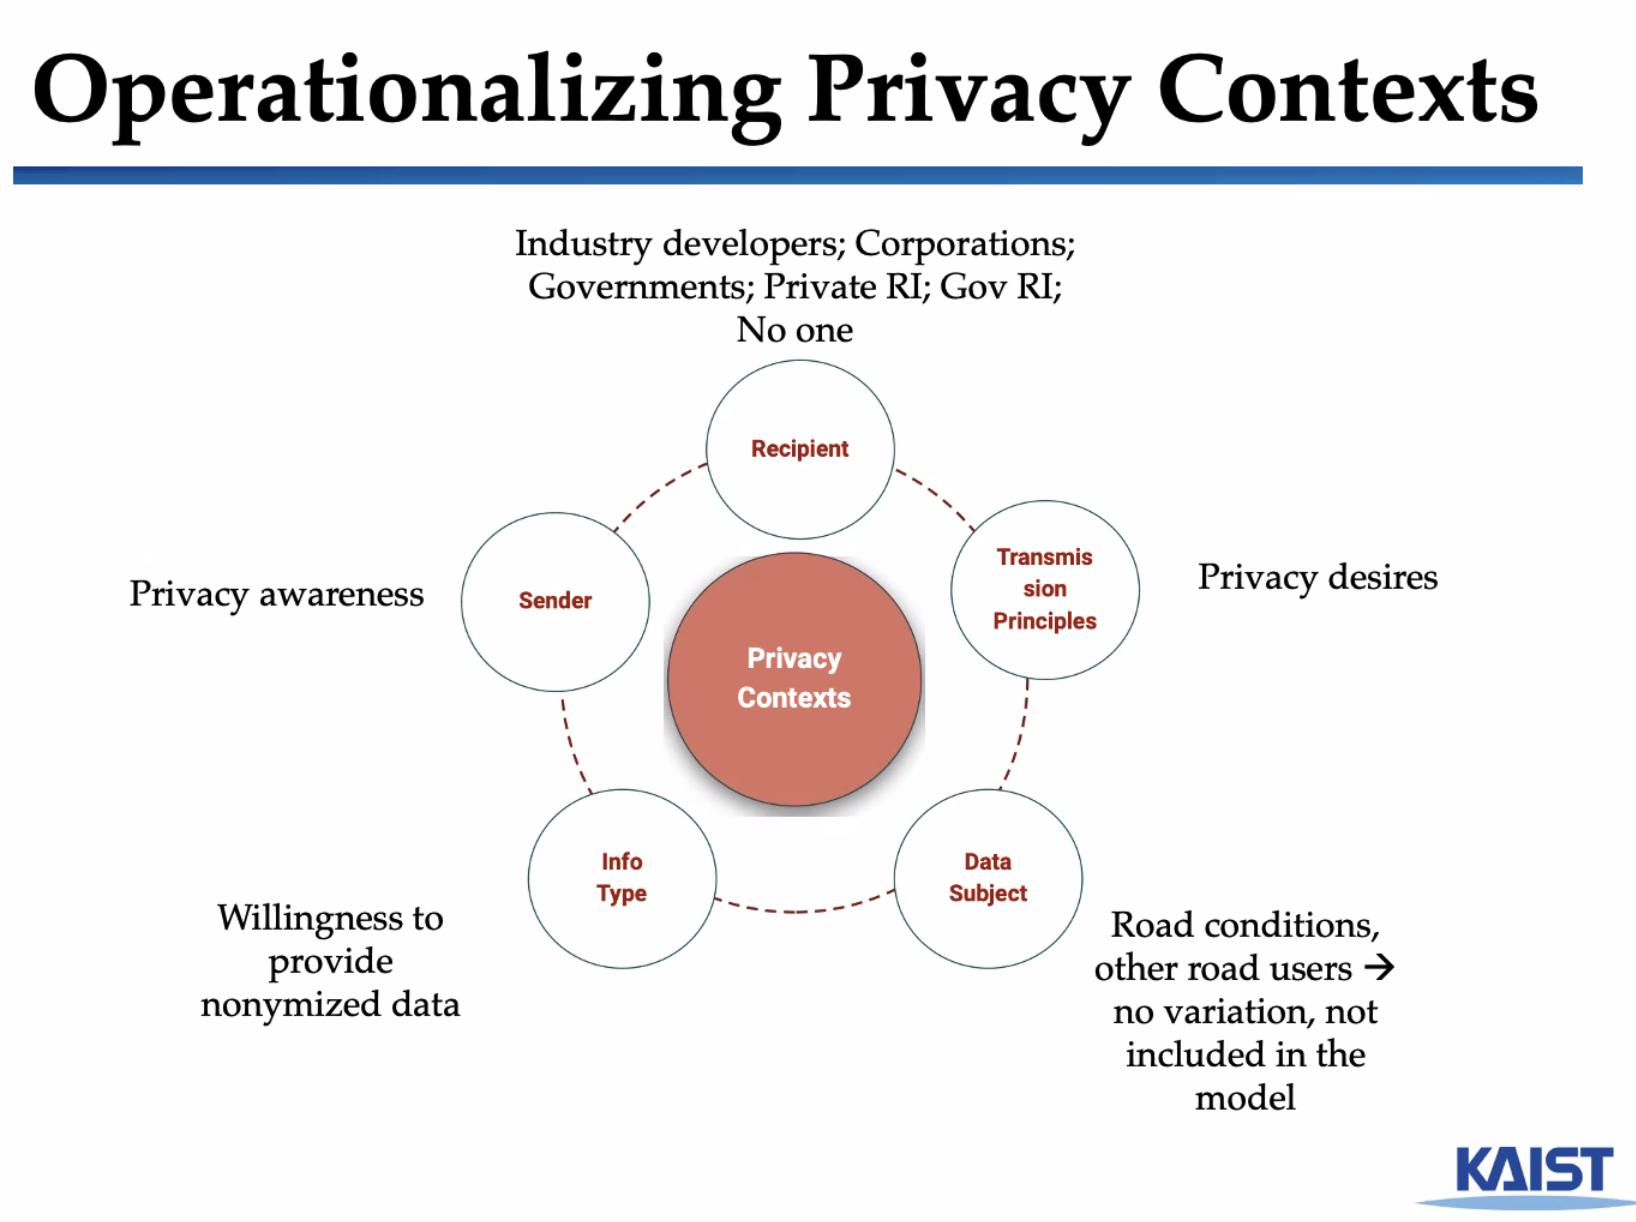 Operationalizing Privacy Contexts
Industry developers; Corporations;
Governments; Private RI; Gov RI;
No one
Recipient
Transmis
sion
Principles
Privacy desires
Privacy awareness
Sender
Privacy
Contexts
Info
Type
Data
Subject
Willingness to
provide
nonymized data
Road conditions,
other road users →
no variation, not
included in the
model
KAIST